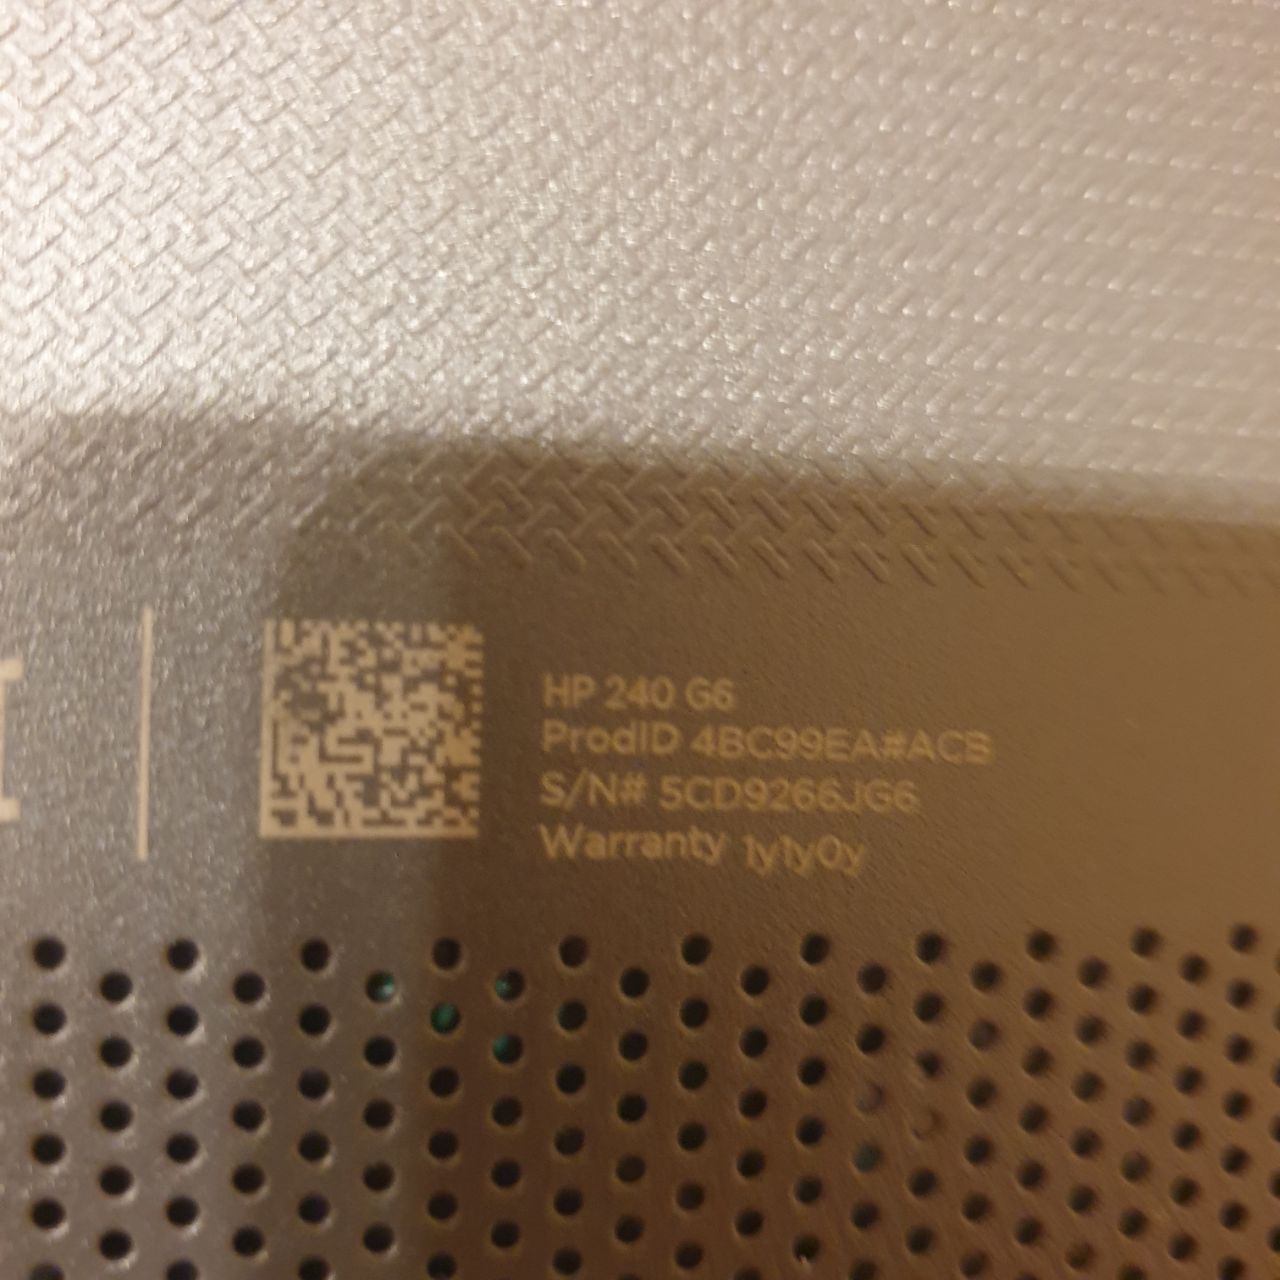 HP 240 G6
ProdID 4BC99EA#ACB
S/N# 5CD9266JG6
Warranty 1y1y0y